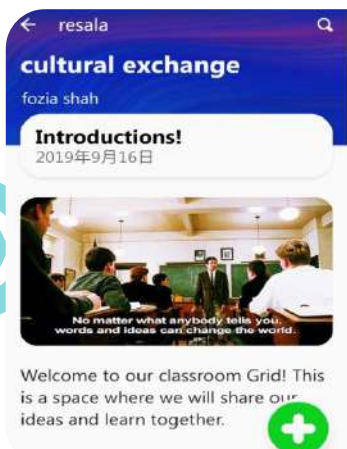 resala
cultural exchange
fozia shah
Introductions!
2019年9月16日
No matter what anybody tells you,
words and ideas can change the world.
Welcome to our classroom Grid! This
is a space where we will share our
ideas and learn together.